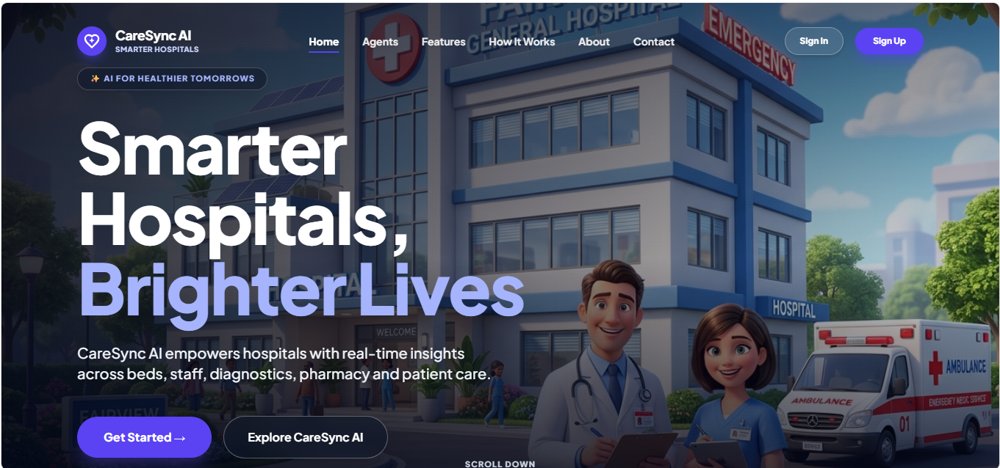 CareSync AI
SMARTER HOSPITALS
Home Agents Features How It Works About Contact
Sign In Sign Up
✨ AI FOR HEALTHIER TOMORROWS
Smarter
Hospitals,
Brighter Lives
CareSync AI empowers hospitals with real-time insights
across beds, staff, diagnostics, pharmacy and patient care.
Get Started →
Explore CareSync AI
SCROLL DOWN
GENERAL HOSPITAL
EMERGENCY
HOSPITAL
WELCOME
FAIRVIEW
HOSPITAL
AMBULANCE
AMBULANCE
EMERGENCY MEDIC SERVICE
01